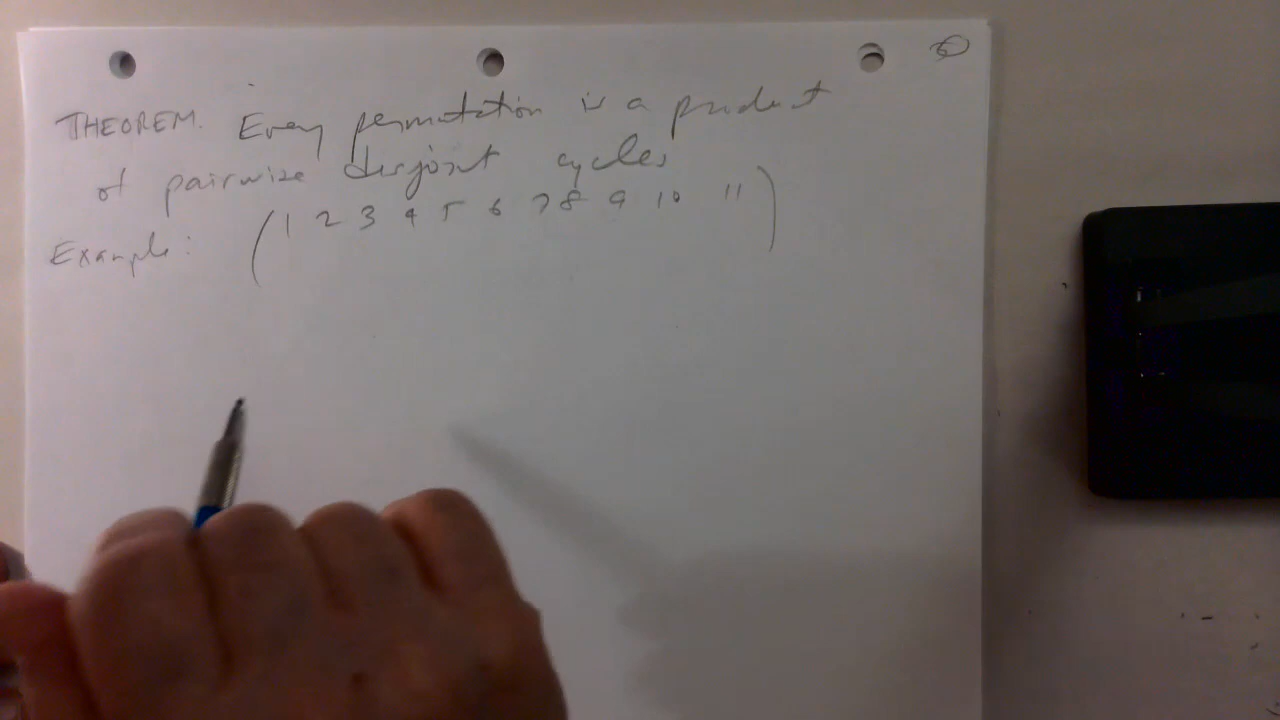 6
THEOREM. Every permutation is a product
of pairwise disjoint cycles
Example: ( 1 2 3 4 5 6 7 8 9 10 11 )